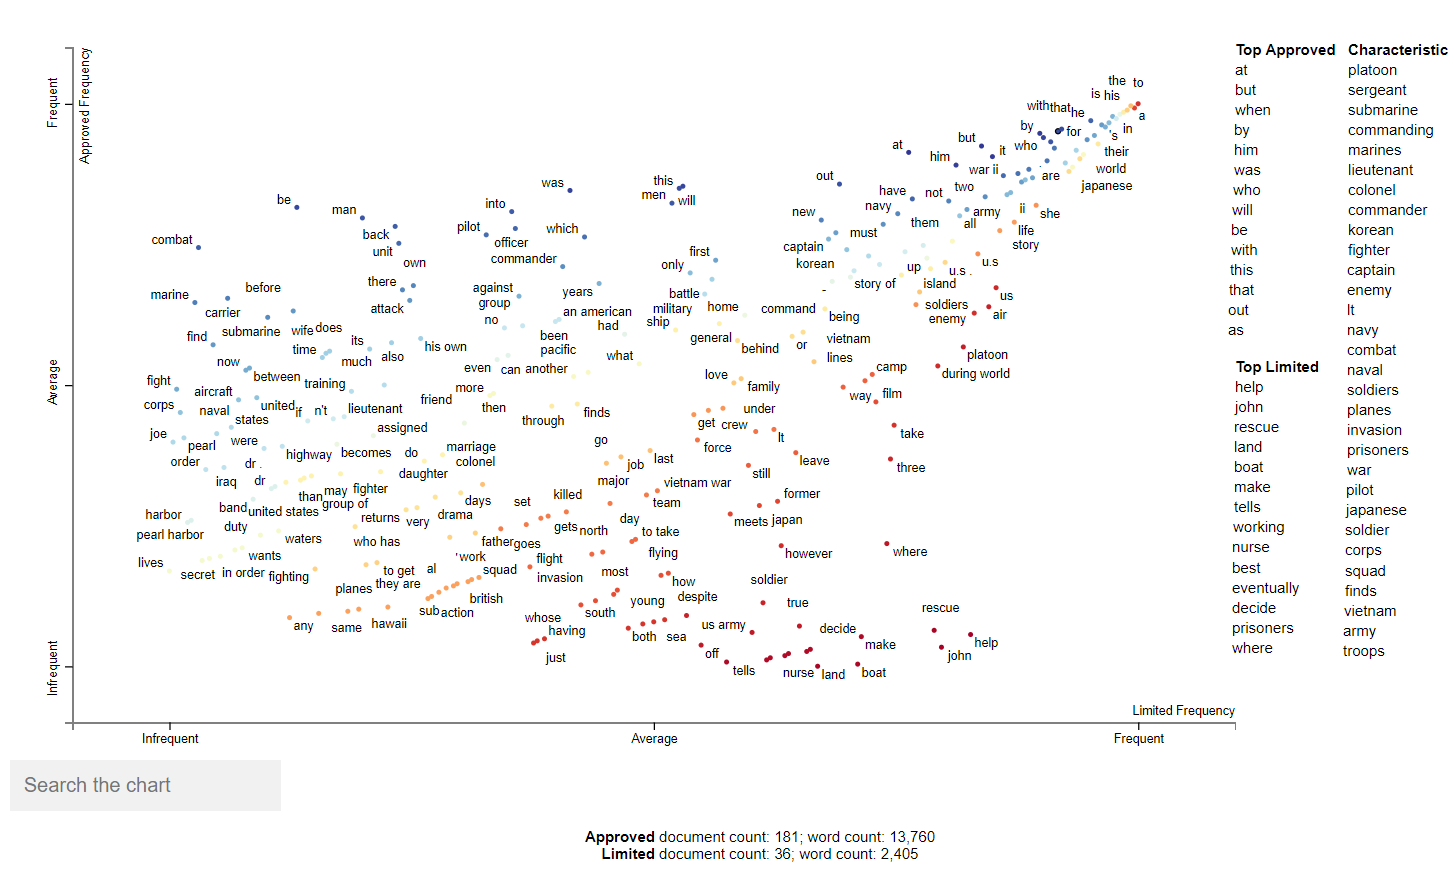 Top Approved Characteristic
at platoon
but sergeant
when submarine
by commanding
him marines
was lieutenant
who colonel
will commander
be korean
with fighter
this captain
that enemy
out lt
as navy
combat
Top Limited naval
help soldiers
john planes
rescue invasion
land prisoners
boat war
make pilot
tells japanese
working soldier
nurse corps
best squad
eventually finds
decide vietnam
prisoners army
where troops
Approved Frequency
Frequent
Average
Infrequent
the to
is his
with that he
a
by for 's in
at but it who their
him war ii . are world
out japanese
was this
men will
have not two
be into new navy army ii she
man them all life
pilot which must story
back officer
combat unit captain
own commander first korean up u.s . u.s
only
there against years - story of island us
marine before group battle
carrier attack no an american military home command being soldiers air
submarine wife does had ship enemy
find its been general vietnam
time also his own pacific behind or platoon
now much what lines
even can another during world
fight between training love camp
aircraft more family
corps united if n't lieutenant friend then way film
naval under
states through finds
joe assigned get crew lt take
pearl were go
highway becomes do marriage force
order dr . colonel job last leave
iraq dr daughter still three
than may fighter major vietnam war
band group of days set killed team former
harbor united states drama
duty returns very gets north day meets japan
pearl harbor waters who has father goes to take
wants ' work flight flying however where
lives secret in order fighting to get al squad most how
planes they are invasion soldier
british young despite
sub action whose south true rescue
any same hawaii having us army decide
both sea make help
just off john
tells nurse land boat
Limited Frequency
Infrequent Average Frequent
Search the chart
Approved document count: 181; word count: 13,760
Limited document count: 36; word count: 2,405